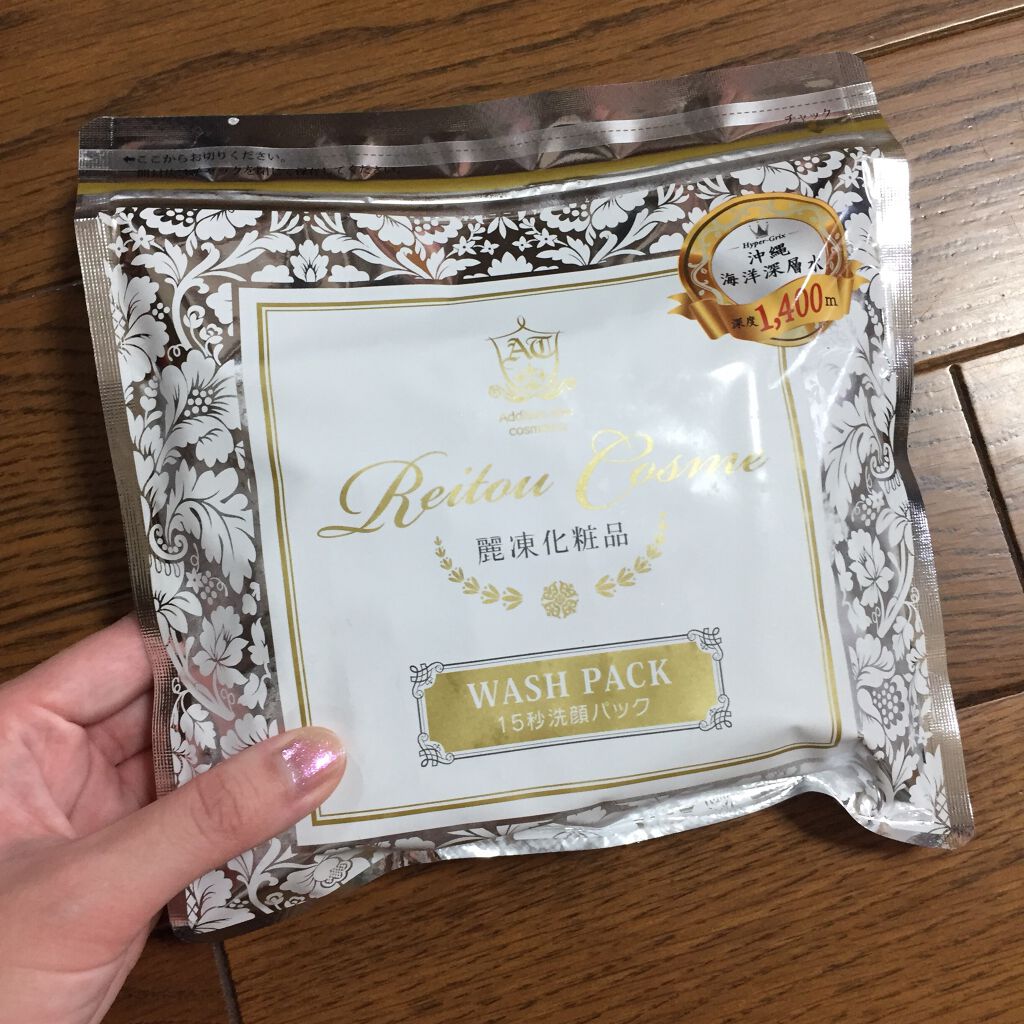 チャック
←ここからお切りください。
Hyper-Grix
沖縄
海洋深層水
深度1,400m
AT
Reitou Cosme
麗凍化粧品
WASH PACK
15秒洗顔パック